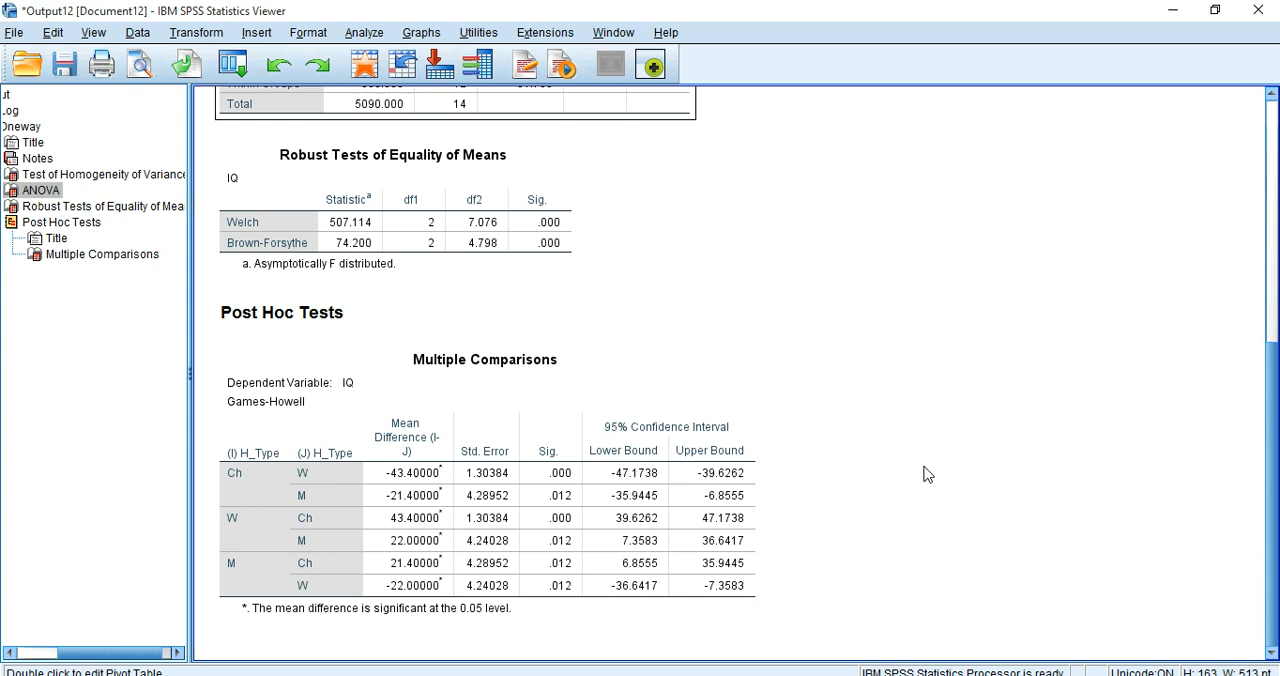 *Output12 [Document12] - IBM SPSS Statistics Viewer
File Edit View Data Transform Insert Format Analyze Graphs Utilities Extensions Window Help
ut
Log
Oneway
Title
Notes
Test of Homogeneity of Variance
ANOVA
Robust Tests of Equality of Mea
Post Hoc Tests
Title
Multiple Comparisons
Total 5090.000 14
Robust Tests of Equality of Means
IQ
Statistic a df1 df2 Sig.
Welch 507.114 2 7.076 .000
Brown-Forsythe 74.200 2 4.798 .000
a. Asymptotically F distributed.
Post Hoc Tests
Multiple Comparisons
Dependent Variable: IQ
Games-Howell
(I) H_Type (J) H_Type Mean Difference (I-J) Std. Error Sig. 95% Confidence Interval
Lower Bound Upper Bound
Ch W -43.40000* 1.30384 .000 -47.1738 -39.6262
M -21.40000* 4.28952 .012 -35.9445 -6.8555
W Ch 43.40000* 1.30384 .000 39.6262 47.1738
M 22.00000* 4.24028 .012 7.3583 36.6417
M Ch 21.40000* 4.28952 .012 6.8555 35.9445
W -22.00000* 4.24028 .012 -36.6417 -7.3583
*. The mean difference is significant at the 0.05 level.
Double click to edit Pivot Table
IBM SPSS Statistics Processor is ready Unicode:ON H: 163, W: 513 pt